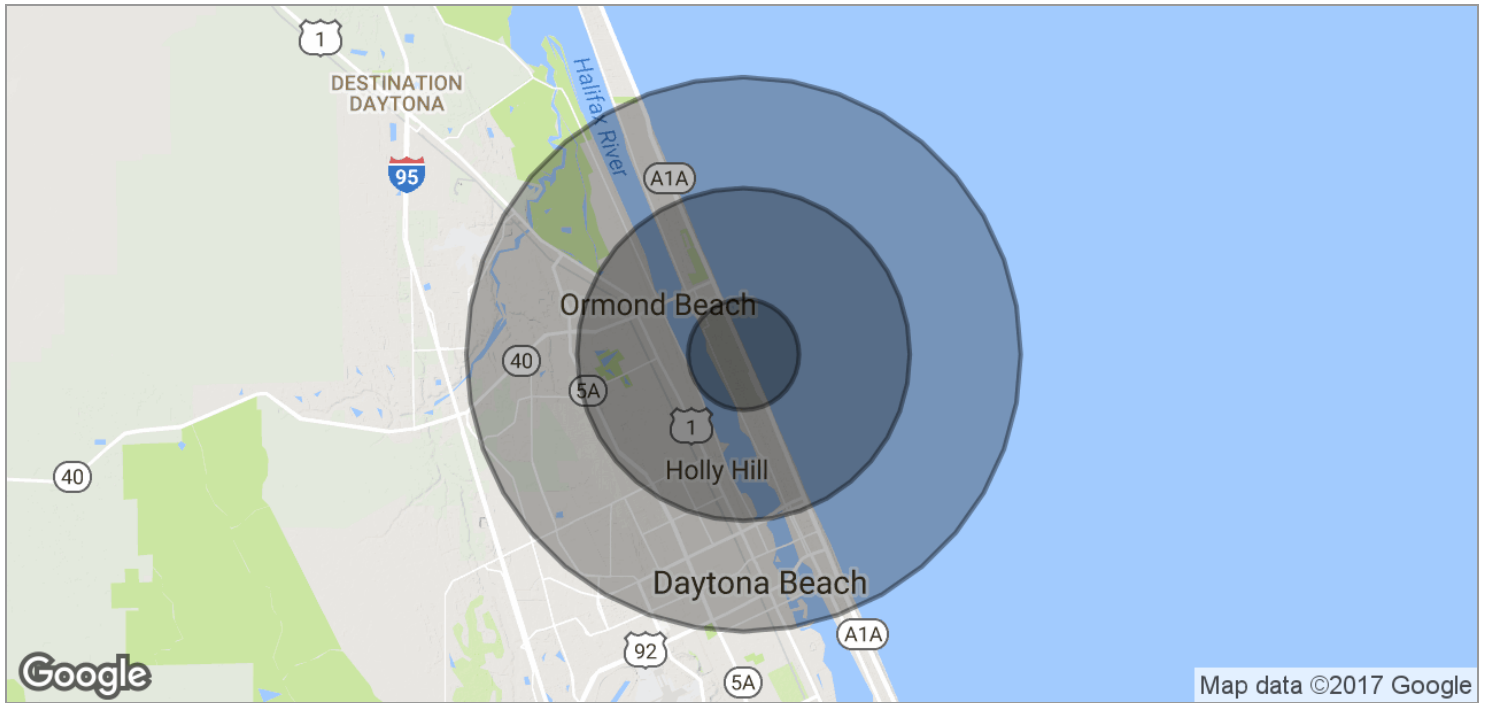 1
DESTINATION
DAYTONA
Halifax River
95
A1A
Ormond Beach
40
5A
1
40
Holly Hill
Daytona Beach
A1A
92
5A
Google
Map data ©2017 Google